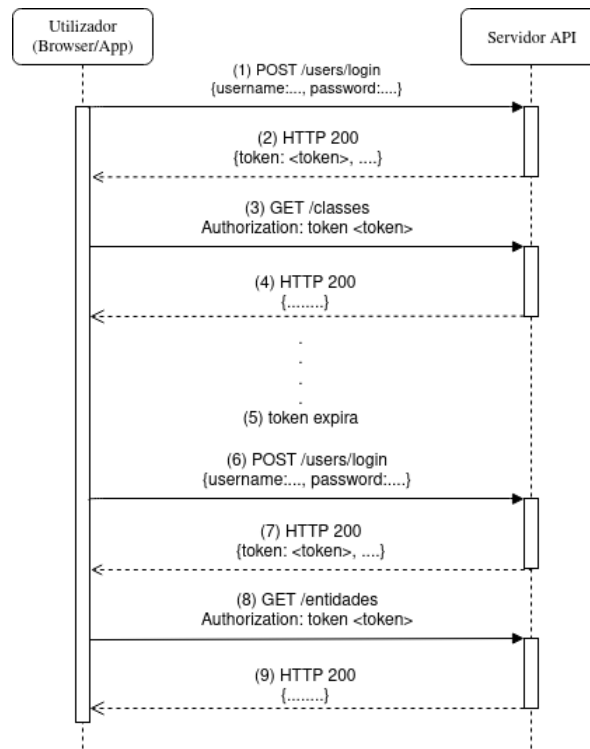 Utilizador
(Browser/App)
Servidor API
(1) POST /users/login
{username:..., password:....}
(2) HTTP 200
{token: <token>, ....}
(3) GET /classes
Authorization: token <token>
(4) HTTP 200
{........}
.
.
.
.
(5) token expira
(6) POST /users/login
{username:..., password:....}
(7) HTTP 200
{token: <token>, ....}
(8) GET /entidades
Authorization: token <token>
(9) HTTP 200
{........}